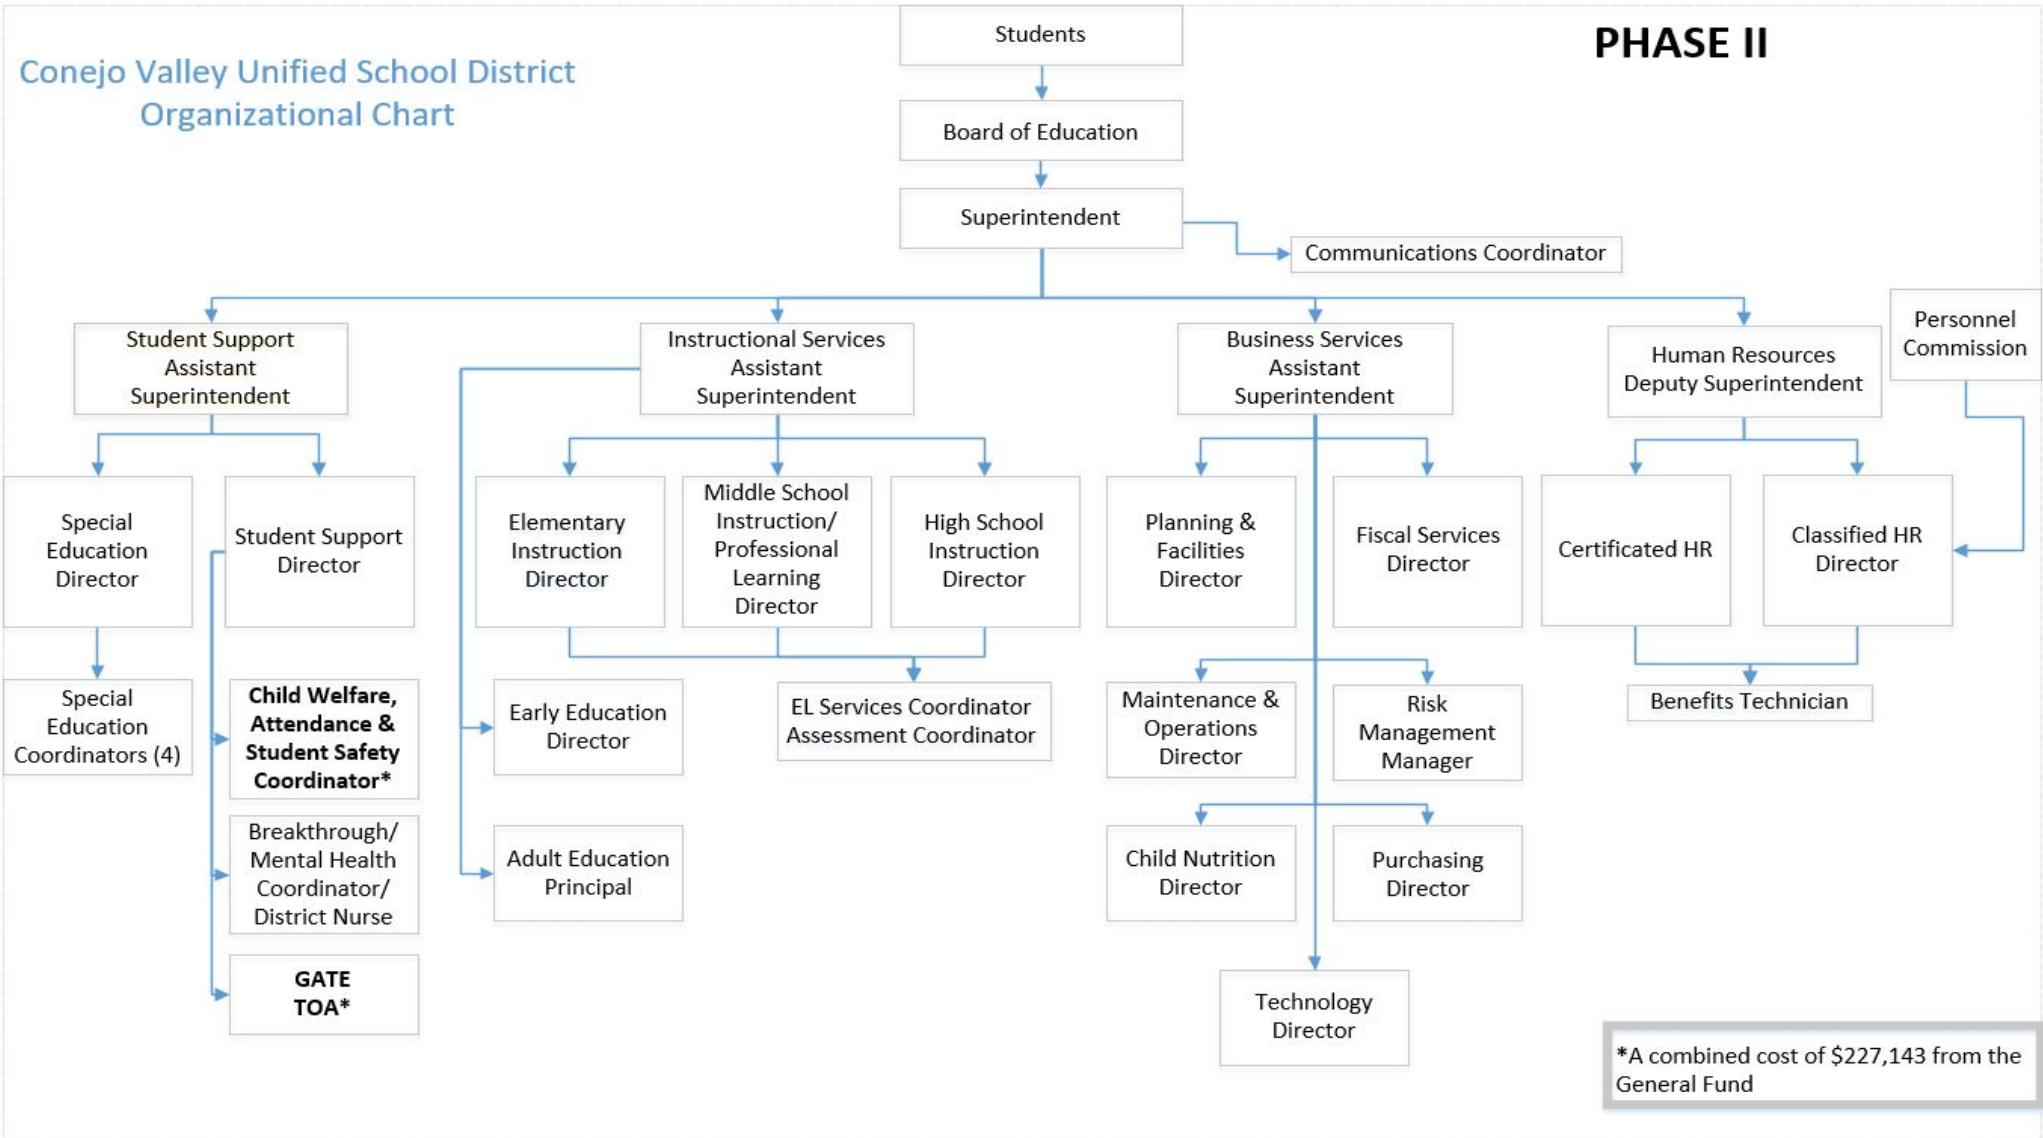 Conejo Valley Unified School District
Organizational Chart
PHASE II
Students
Board of Education
Superintendent
Communications Coordinator
Student Support
Assistant
Superintendent
Instructional Services
Assistant
Superintendent
Business Services
Assistant
Superintendent
Human Resources
Deputy Superintendent
Personnel
Commission
Special
Education
Director
Student Support
Director
Elementary
Instruction
Director
Middle School
Instruction/
Professional
Learning
Director
High School
Instruction
Director
Planning &
Facilities
Director
Fiscal Services
Director
Certificated HR
Classified HR
Director
Special
Education
Coordinators (4)
Child Welfare,
Attendance &
Student Safety
Coordinator*
Early Education
Director
EL Services Coordinator
Assessment Coordinator
Maintenance &
Operations
Director
Risk
Management
Manager
Benefits Technician
Breakthrough/
Mental Health
Coordinator/
District Nurse
Adult Education
Principal
Child Nutrition
Director
Purchasing
Director
GATE
TOA*
Technology
Director
*A combined cost of $227,143 from the
General Fund